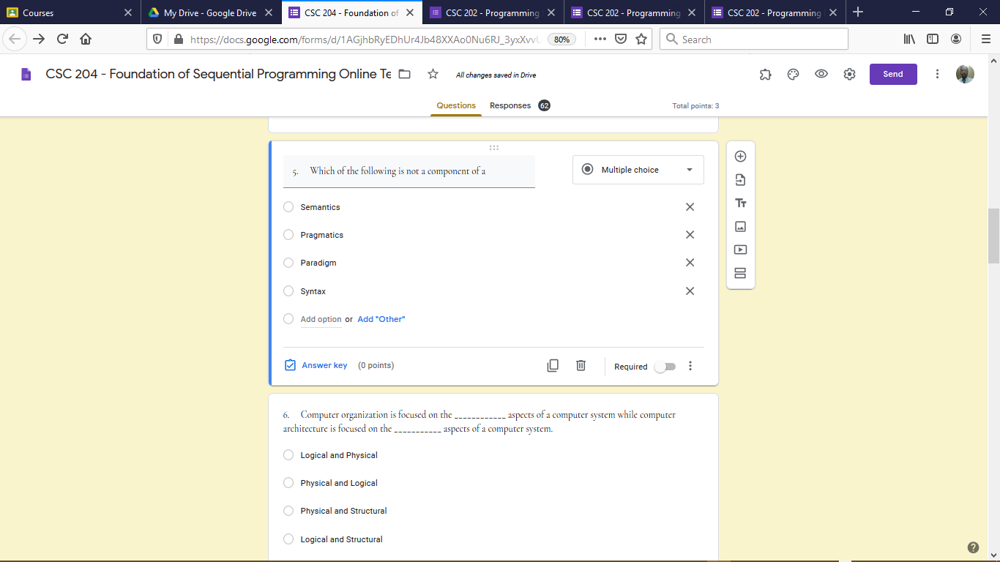 Courses
My Drive - Google Drive
CSC 204 - Foundation of
CSC 202 - Programming
CSC 202 - Programming
CSC 202 - Programming
https://docs.google.com/forms/d/1AGjhbRyEDhUr4Jb48XXAo0Nu6RJ_3yxXvvU
80%
Search
CSC 204 - Foundation of Sequential Programming Online Te
All changes saved in Drive
Send
Questions
Responses 62
Total points: 3
5. Which of the following is not a component of a
Multiple choice
Semantics
Pragmatics
Paradigm
Syntax
Add option or Add "Other"
Answer key (0 points)
Required
6. Computer organization is focused on the ____________ aspects of a computer system while computer
architecture is focused on the ___________ aspects of a computer system.
Logical and Physical
Physical and Logical
Physical and Structural
Logical and Structural